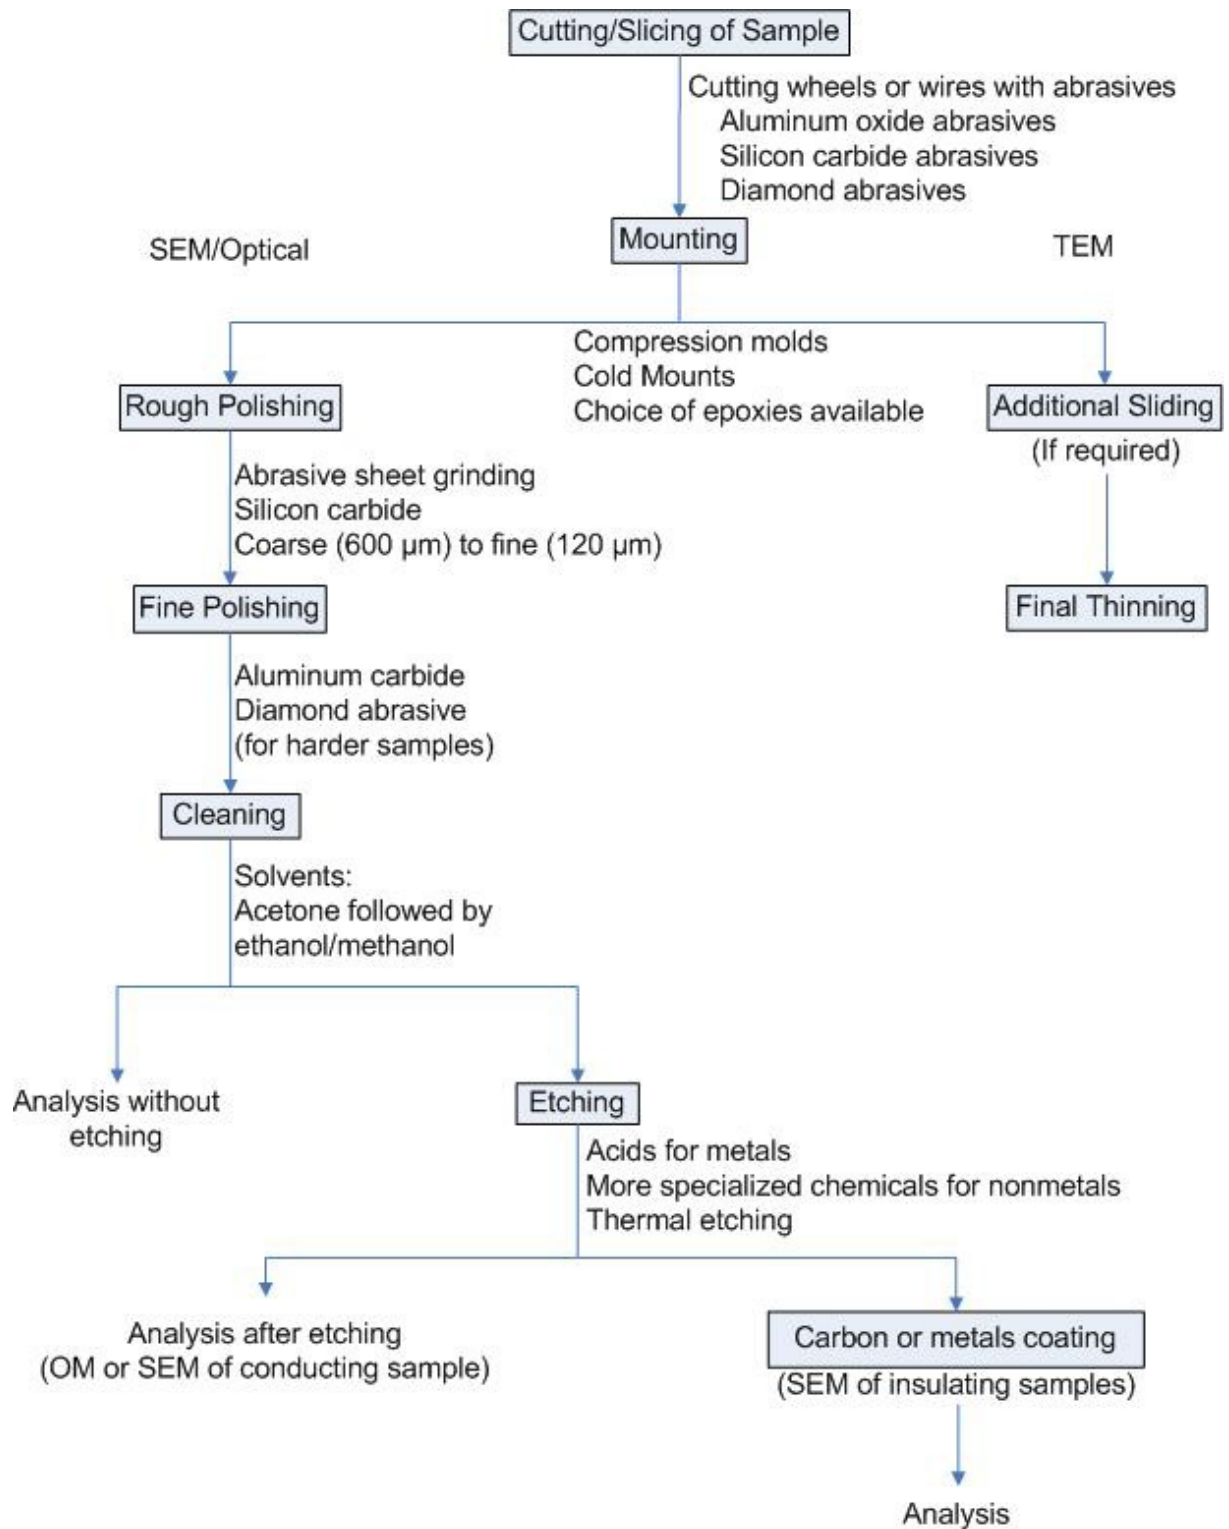 Cutting/Slicing of Sample
Cutting wheels or wires with abrasives
Aluminum oxide abrasives
Silicon carbide abrasives
Diamond abrasives
Mounting
SEM/Optical
TEM
Compression molds
Cold Mounts
Choice of epoxies available
Rough Polishing
Additional Sliding
(If required)
Abrasive sheet grinding
Silicon carbide
Coarse (600 µm) to fine (120 µm)
Fine Polishing
Final Thinning
Aluminum carbide
Diamond abrasive
(for harder samples)
Cleaning
Solvents:
Acetone followed by
ethanol/methanol
Analysis without
etching
Etching
Acids for metals
More specialized chemicals for nonmetals
Thermal etching
Analysis after etching
(OM or SEM of conducting sample)
Carbon or metals coating
(SEM of insulating samples)
Analysis